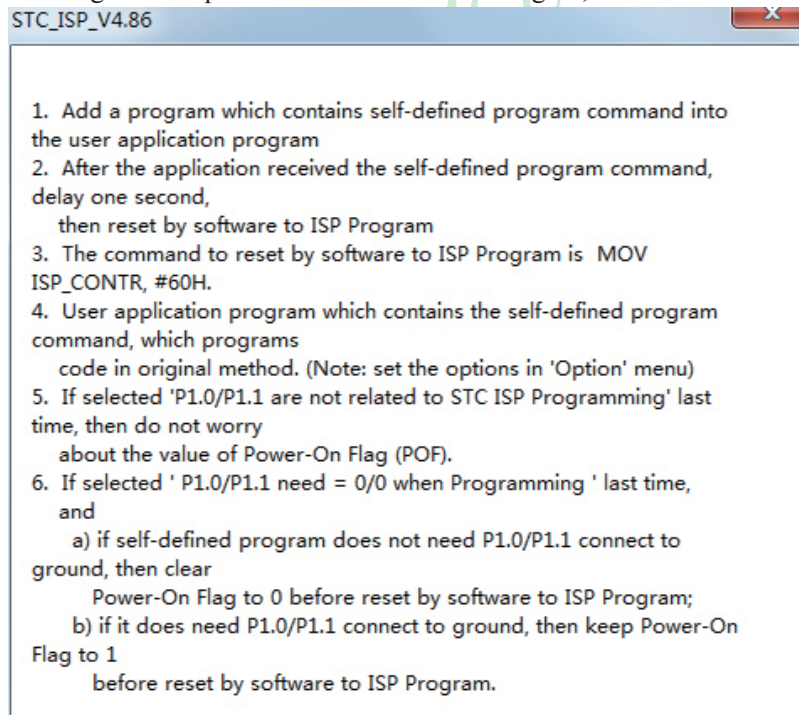 STC_ISP_V4.86
x
1. Add a program which contains self-defined program command into
the user application program
2. After the application received the self-defined program command,
delay one second,
then reset by software to ISP Program
3. The command to reset by software to ISP Program is MOV
ISP_CONTR, #60H.
4. User application program which contains the self-defined program
command, which programs
code in original method. (Note: set the options in 'Option' menu)
5. If selected 'P1.0/P1.1 are not related to STC ISP Programming' last
time, then do not worry
about the value of Power-On Flag (POF).
6. If selected ' P1.0/P1.1 need = 0/0 when Programming ' last time,
and
a) if self-defined program does not need P1.0/P1.1 connect to
ground, then clear
Power-On Flag to 0 before reset by software to ISP Program;
b) if it does need P1.0/P1.1 connect to ground, then keep Power-On
Flag to 1
before reset by software to ISP Program.